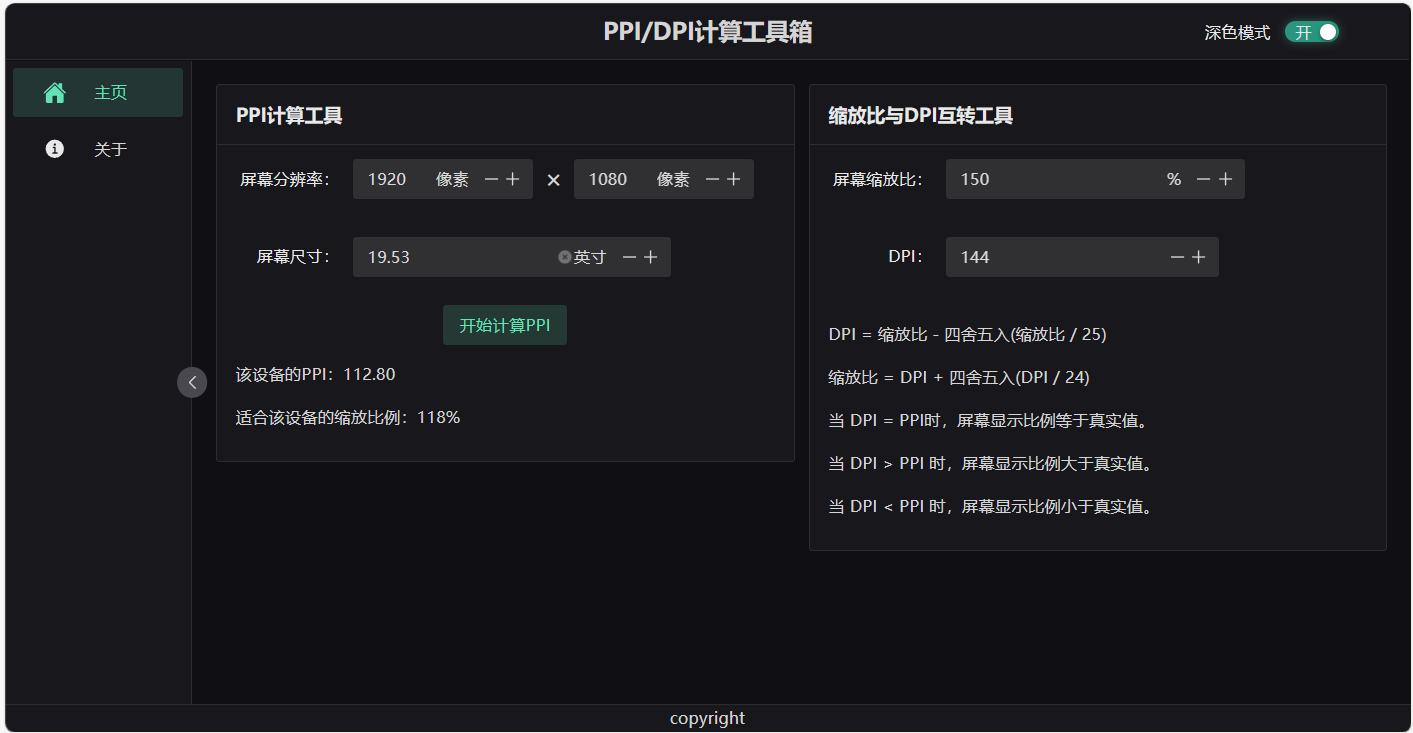 PPI/DPI计算工具箱
深色模式 开
主页
关于
PPI计算工具
屏幕分辨率： 1920 像素 × 1080 像素
屏幕尺寸： 19.53 英寸
开始计算PPI
该设备的PPI：112.80
适合该设备的缩放比例：118%
缩放比与DPI互转工具
屏幕缩放比： 150 %
DPI： 144
DPI = 缩放比 - 四舍五入(缩放比 / 25)
缩放比 = DPI + 四舍五入(DPI / 24)
当 DPI = PPI时，屏幕显示比例等于真实值。
当 DPI > PPI 时，屏幕显示比例大于真实值。
当 DPI < PPI 时，屏幕显示比例小于真实值。
copyright